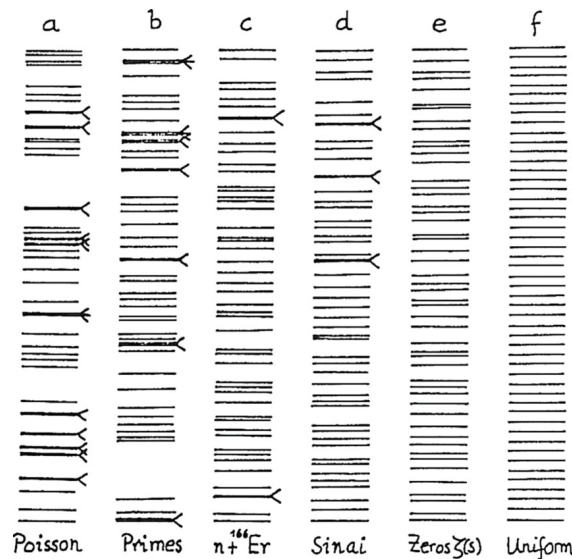 a b c d e f
Poisson Primes n+¹⁶⁶Er Sinai Zeros ζ(s) Uniform